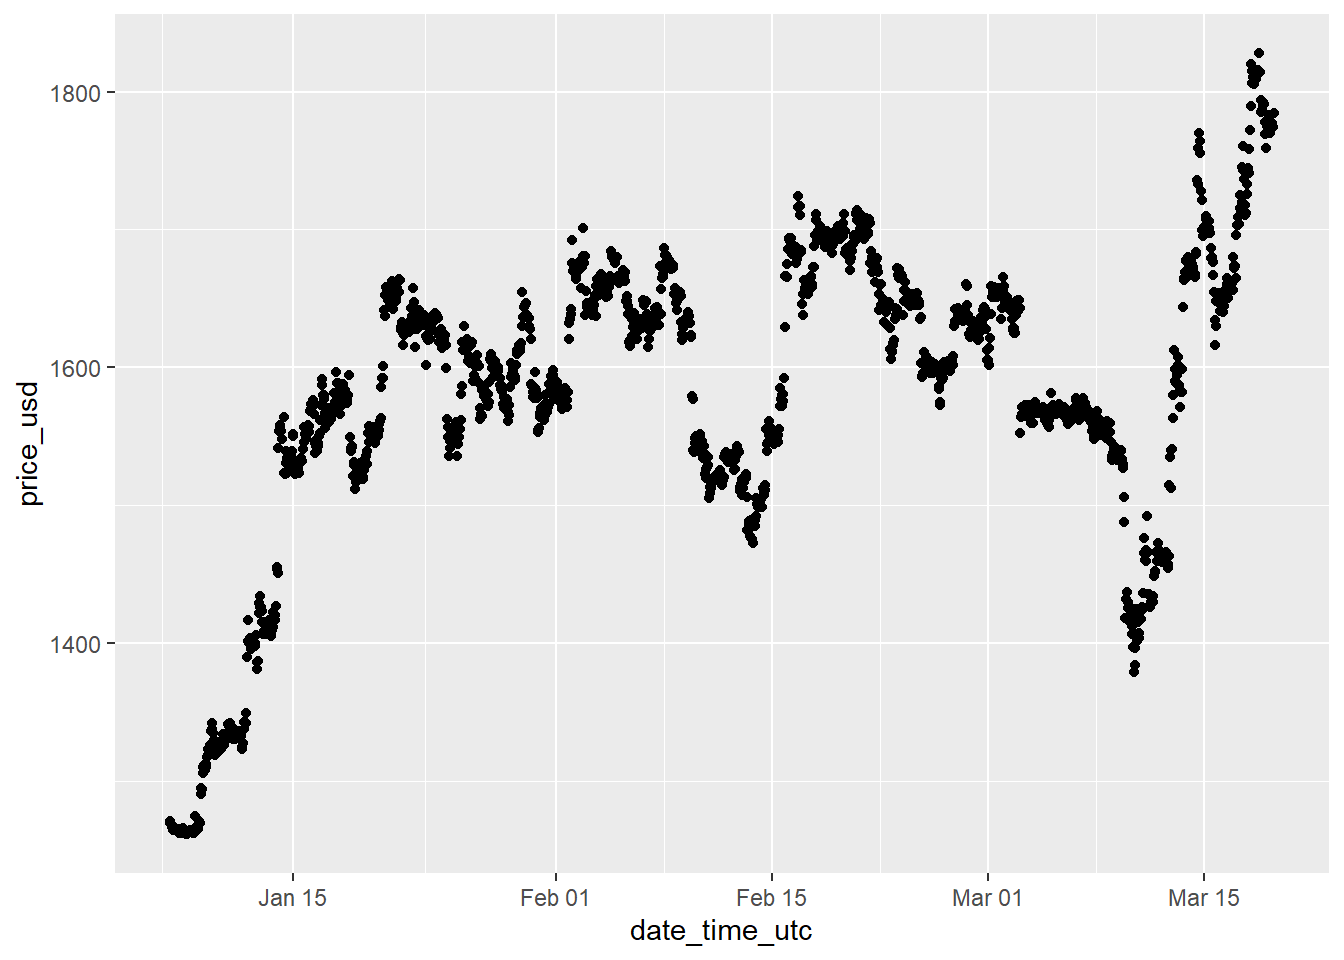 1800
1600
1400
price_usd
Jan 15
Feb 01
Feb 15
Mar 01
Mar 15
date_time_utc